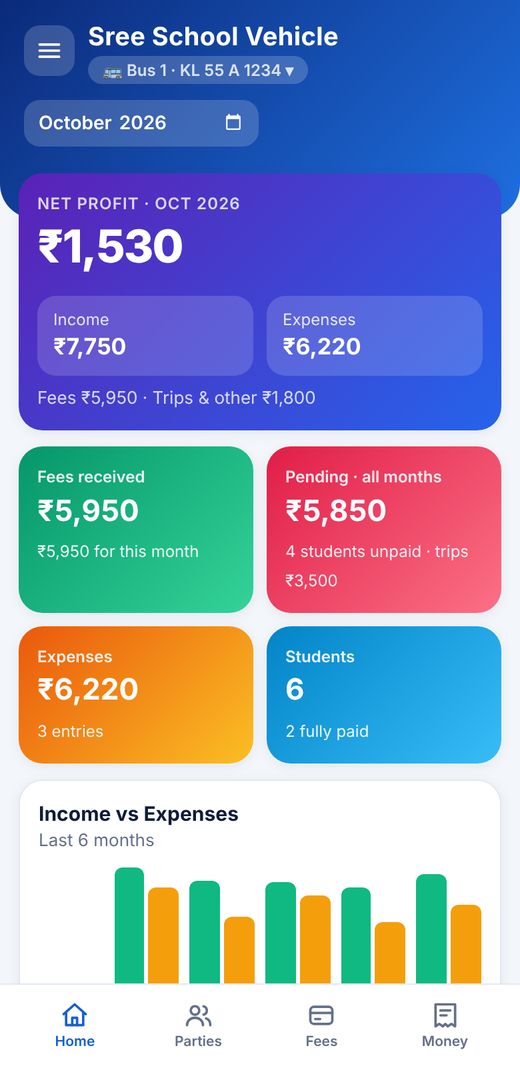 Sree School Vehicle
🚌 Bus 1 · KL 55 A 1234 ▾
October 2026
NET PROFIT · OCT 2026
₹1,530
Income
₹7,750
Expenses
₹6,220
Fees ₹5,950 · Trips & other ₹1,800
Fees received
₹5,950
₹5,950 for this month
Pending · all months
₹5,850
4 students unpaid · trips
₹3,500
Expenses
₹6,220
3 entries
Students
6
2 fully paid
Income vs Expenses
Last 6 months
Home
Parties
Fees
Money